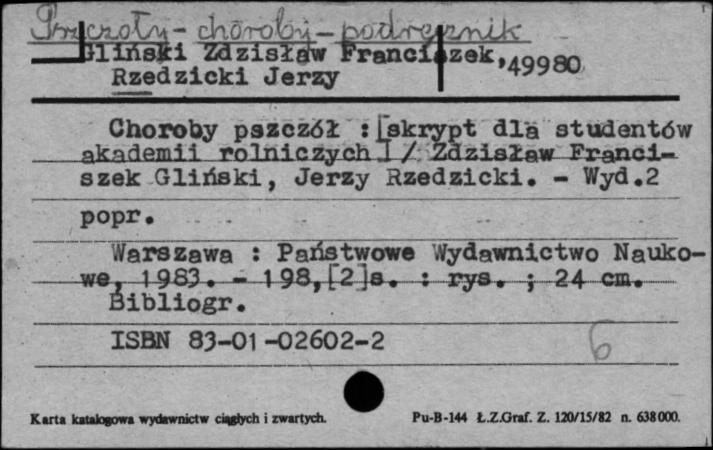 Pszczoły - choroby - podręcznik
Gliński Zdzisław Franciszek, 49980
Rzedzicki Jerzy
Choroby pszczół : [skrypt dla studentów
akademii rolniczych] / Zdzisław Franci-
szek Gliński, Jerzy Rzedzicki. - Wyd.2
popr.
Warszawa : Państwowe Wydawnictwo Nauko-
we, 1983. - 198,[2]s. : rys. ; 24 cm.
Bibliogr.
ISBN 83-01-02602-2
6
Karta katalogowa wydawnictw ciągłych i zwartych. Pu-B-144 Ł.Z.Graf. Z. 120/15/82 n. 638000.